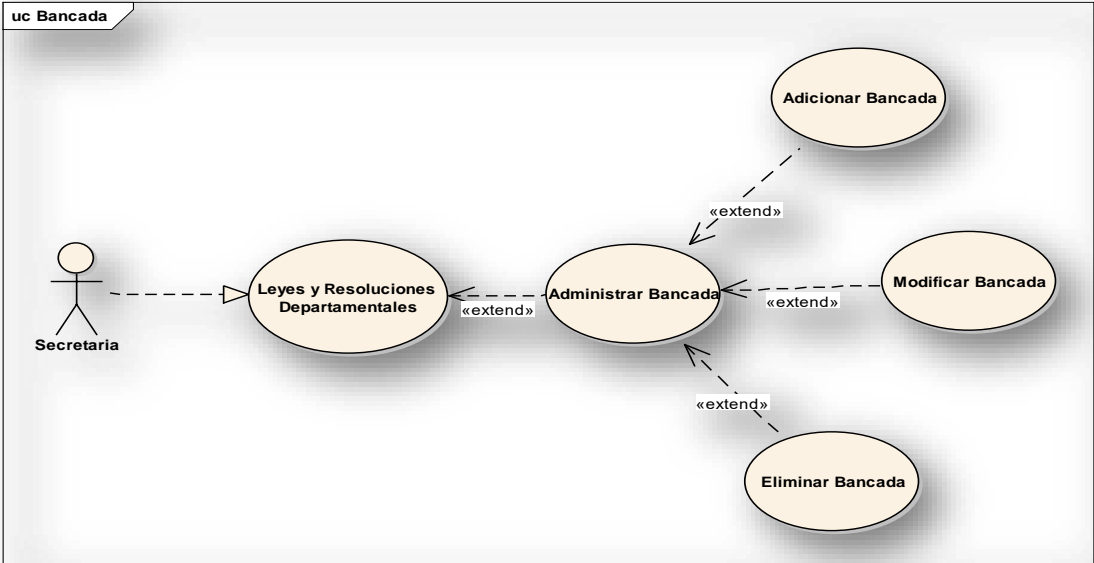 uc Bancada
Adicionar Bancada
«extend»
Modificar Bancada
Leyes y Resoluciones
Departamentales
Administrar Bancada
«extend»
«extend»
Secretaria
«extend»
Eliminar Bancada